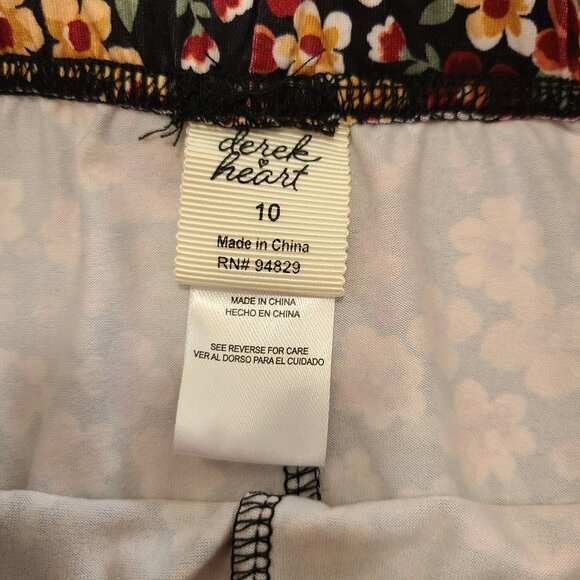 derek
heart
10
Made in China
RN# 94829
MADE IN CHINA
HECHO EN CHINA
SEE REVERSE FOR CARE
VER AL DORSO PARA EL CUIDADO